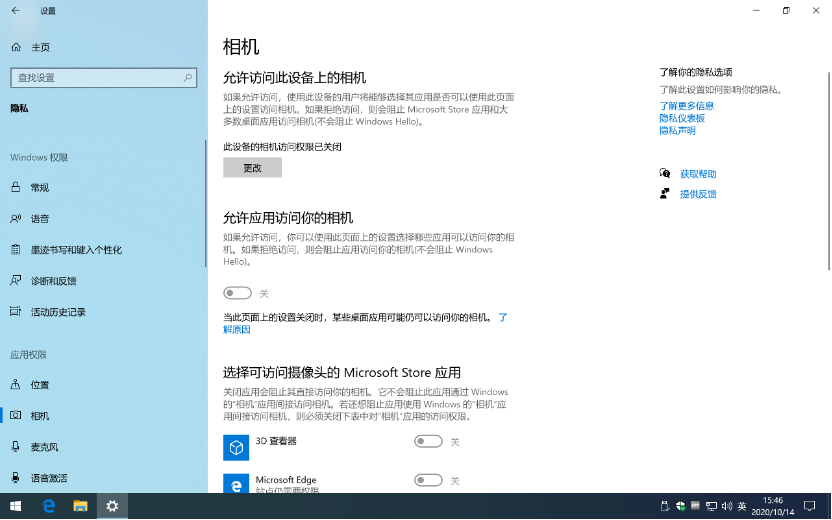 设置
主页
查找设置
隐私
Windows 权限
常规
语音
墨迹书写和键入个性化
诊断和反馈
活动历史记录
应用权限
位置
相机
麦克风
语音激活
相机
允许访问此设备上的相机
如果允许访问，使用此设备的用户将能够选择其应用是否可以使用此页面
上的设置访问相机。如果拒绝访问，则会阻止 Microsoft Store 应用和大
多数桌面应用访问相机(不会阻止 Windows Hello)。
此设备的相机访问权限已关闭
更改
允许应用访问你的相机
如果允许访问，你可以使用此页面上的设置选择哪些应用可以访问你的相
机。如果拒绝访问，则会阻止应用访问你的相机(不会阻止 Windows
Hello)。
关
当此页面上的设置关闭时，某些桌面应用可能仍可以访问你的相机。 了
解原因
选择可访问摄像头的 Microsoft Store 应用
关闭应用会阻止其直接访问你的相机。它不会阻止此应用通过 Windows
的“相机”应用间接访问相机。若还想阻止应用使用 Windows 的“相机”应
用间接访问相机，则必须关闭下表中对“相机”应用的访问权限。
3D 查看器
关
Microsoft Edge
关
站点仍需要权限
了解你的隐私选项
了解此设置如何影响你的隐私。
了解更多信息
隐私仪表板
隐私声明
获取帮助
提供反馈
英
15:46
2020/10/14